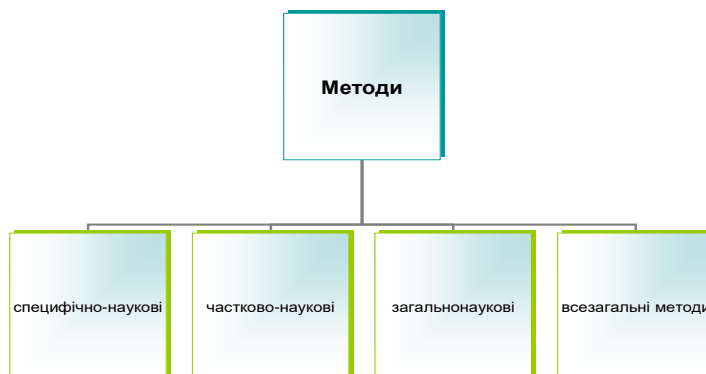 Методи
специфічно-наукові
частково-наукові
загальнонаукові
всезагальні методи